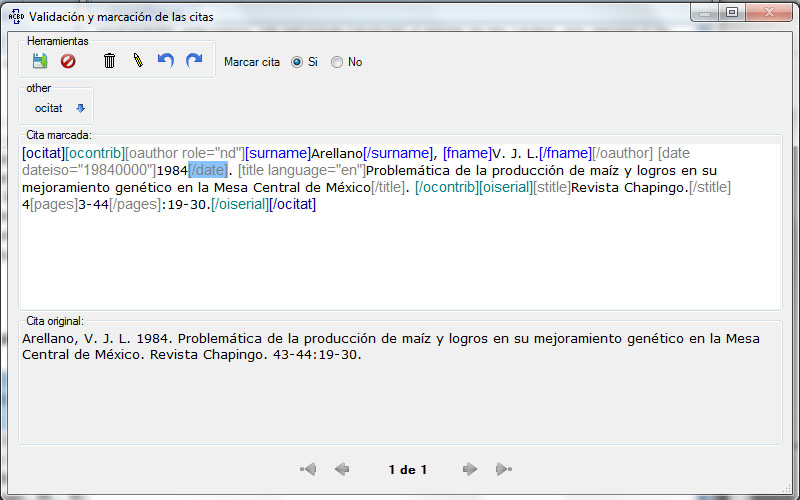 ACBD Validación y marcación de las citas
Herramientas
Marcar cita Si No
other
ocitat
Cita marcada:
[ocitat][ocontrib][oauthor role="nd"][surname]Arellano[/surname], [fname]V. J. L.[/fname][/oauthor] [date
dateiso="19840000"]1984[/date]. [title language="en"]Problemática de la producción de maíz y logros en su
mejoramiento genético en la Mesa Central de México[/title]. [/ocontrib][oiserial][stitle]Revista Chapingo.[/stitle]
4[pages]3-44[/pages]:19-30.[/oiserial][/ocitat]
Cita original:
Arellano, V. J. L. 1984. Problemática de la producción de maíz y logros en su mejoramiento genético en la Mesa
Central de México. Revista Chapingo. 43-44:19-30.
1 de 1